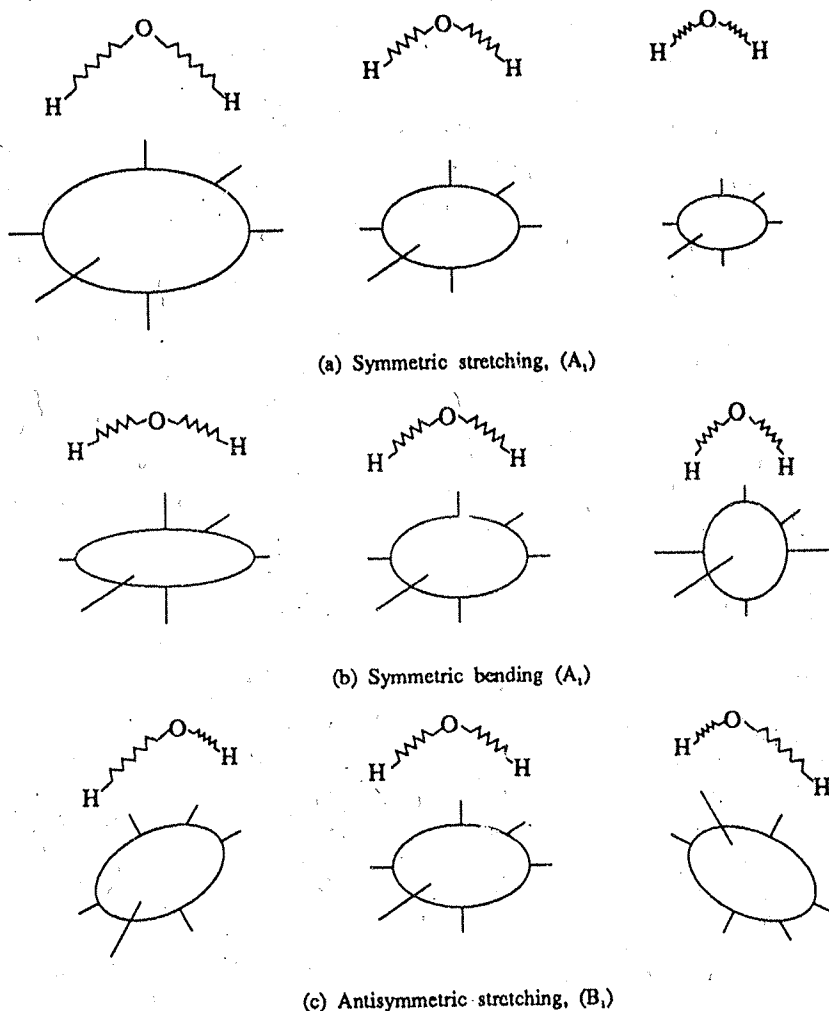 O O O
H H H H H H
(a) Symmetric stretching, (A₁)
O O O
H H H H H H
(b) Symmetric bending (A₁)
O O O
H H H H H H
(c) Antisymmetric stretching, (B₁)